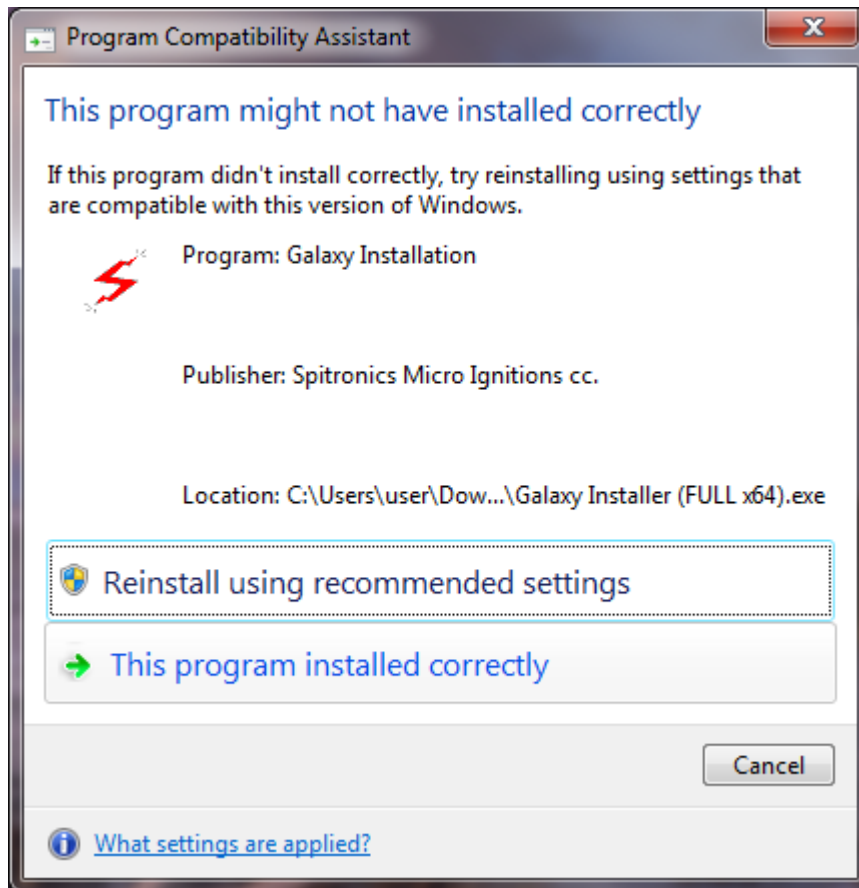 Program Compatibility Assistant
This program might not have installed correctly
If this program didn't install correctly, try reinstalling using settings that
are compatible with this version of Windows.
Program: Galaxy Installation
Publisher: Spitronics Micro Ignitions cc.
Location: C:\Users\user\Dow...\Galaxy Installer (FULL x64).exe
Reinstall using recommended settings
This program installed correctly
Cancel
What settings are applied?